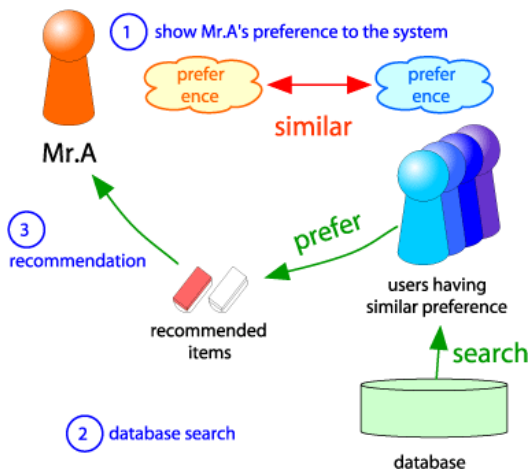 1 show Mr.A's preference to the system
prefer
ence
prefer
ence
similar
Mr.A
3
recommendation
prefer
recommended
items
users having
similar preference
search
2 database search
database